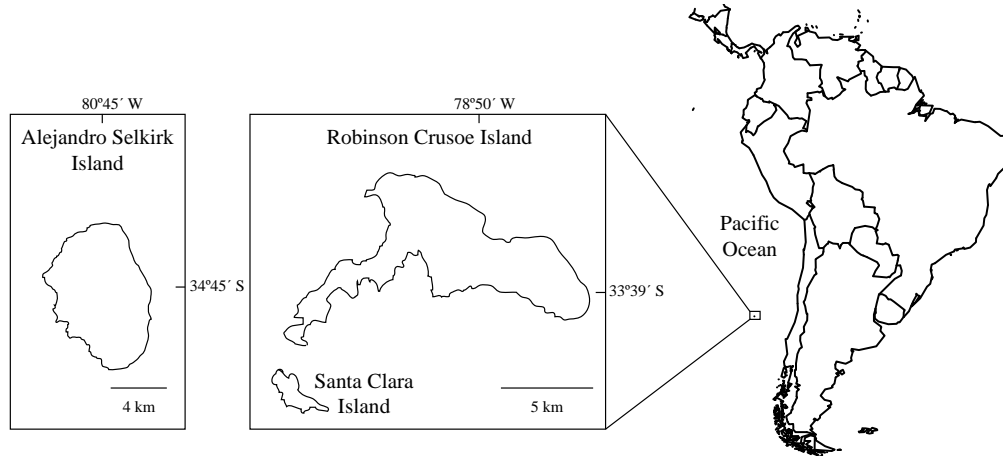 80º45´ W
Alejandro Selkirk
Island
34º45´ S
4 km
78º50´ W
Robinson Crusoe Island
33º39´ S
Santa Clara
Island
5 km
Pacific
Ocean